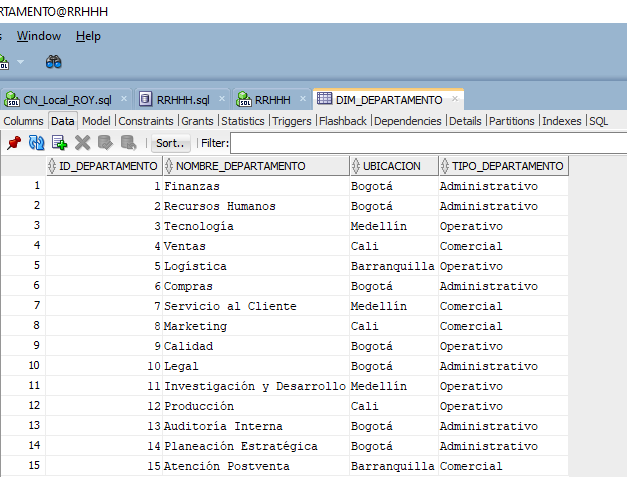 RTAMENTO@RRHHH
s Window Help
CN_Local_ROY.sql RRHHH.sql RRHHH DIM_DEPARTAMENTO
Columns Data Model Constraints Grants Statistics Triggers Flashback Dependencies Details Partitions Indexes SQL
Sort.. Filter:
ID_DEPARTAMENTO NOMBRE_DEPARTAMENTO UBICACION TIPO_DEPARTAMENTO
1 1 Finanzas Bogotá Administrativo
2 2 Recursos Humanos Bogotá Administrativo
3 3 Tecnología Medellín Operativo
4 4 Ventas Cali Comercial
5 5 Logística Barranquilla Operativo
6 6 Compras Bogotá Administrativo
7 7 Servicio al Cliente Medellín Comercial
8 8 Marketing Cali Comercial
9 9 Calidad Bogotá Operativo
10 10 Legal Bogotá Administrativo
11 11 Investigación y Desarrollo Medellín Operativo
12 12 Producción Cali Operativo
13 13 Auditoría Interna Bogotá Administrativo
14 14 Planeación Estratégica Bogotá Administrativo
15 15 Atención Postventa Barranquilla Comercial